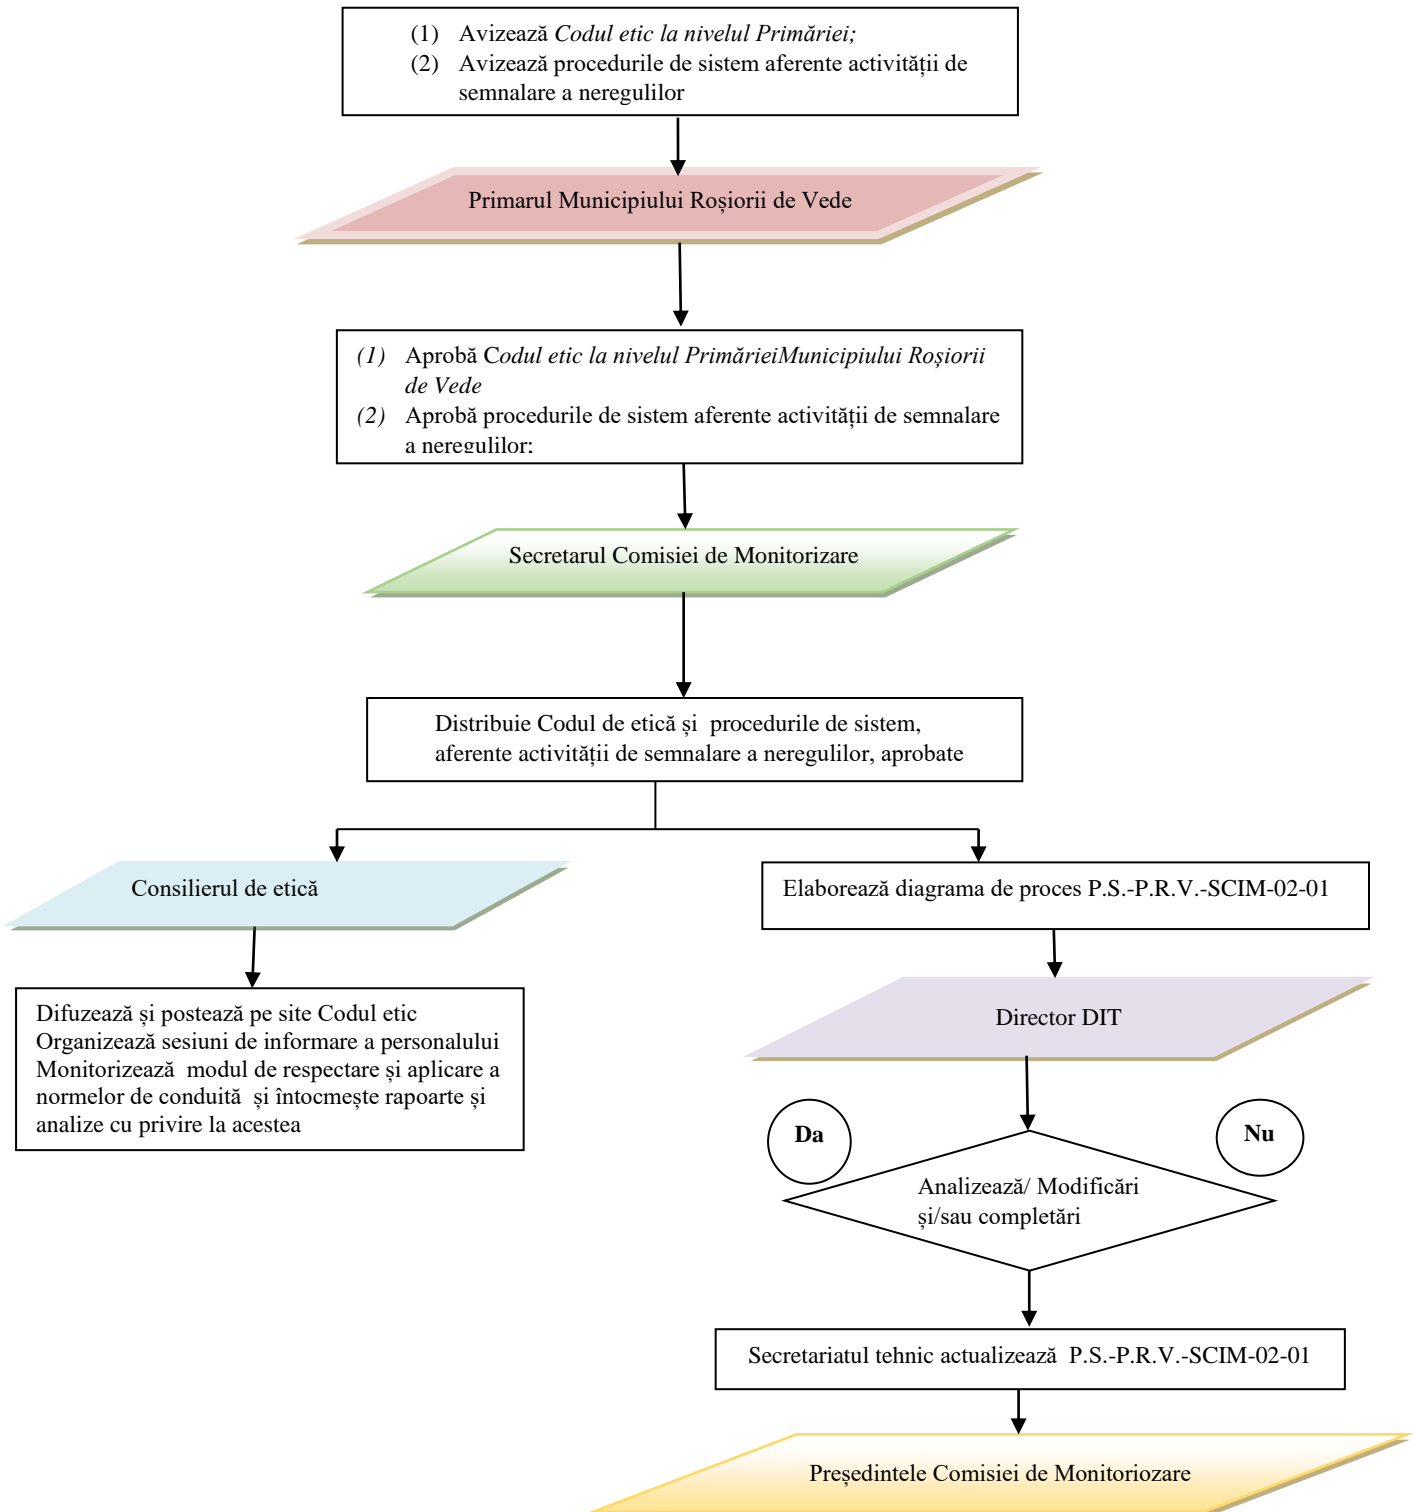 (1) Avizează Codul etic la nivelul Primăriei;
(2) Avizează procedurile de sistem aferente activității de
semnalare a neregulilor
Primarul Municipiului Roșiorii de Vede
(1) Aprobă Codul etic la nivelul PrimărieiMunicipiului Roșiorii
de Vede
(2) Aprobă procedurile de sistem aferente activității de semnalare
a neregulilor;
Secretarul Comisiei de Monitorizare
Distribuie Codul de etică și procedurile de sistem,
aferente activității de semnalare a neregulilor, aprobate
Consilierul de etică
Elaborează diagrama de proces P.S.-P.R.V.-SCIM-02-01
Difuzează și postează pe site Codul etic
Organizează sesiuni de informare a personalului
Monitorizează modul de respectare și aplicare a
normelor de conduită și întocmește rapoarte și
analize cu privire la acestea
Director DIT
Da
Nu
Analizează/ Modificări
și/sau completări
Secretariatul tehnic actualizează P.S.-P.R.V.-SCIM-02-01
Președintele Comisiei de Monitoriozare